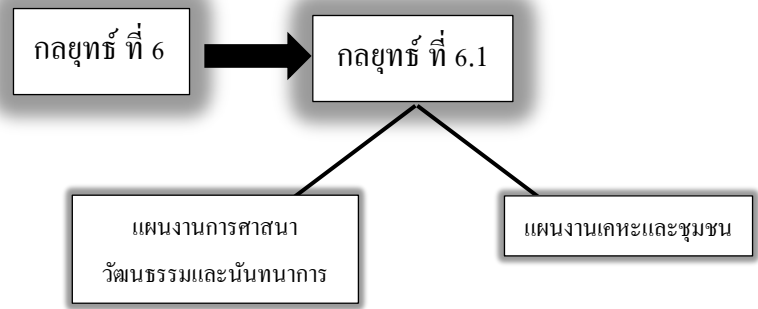 กลยุทธ์ ที่ 6
กลยุทธ์ ที่ 6.1
แผนงานการศาสนา
วัฒนธรรมและนันทนาการ
แผนงานเคหะและชุมชน